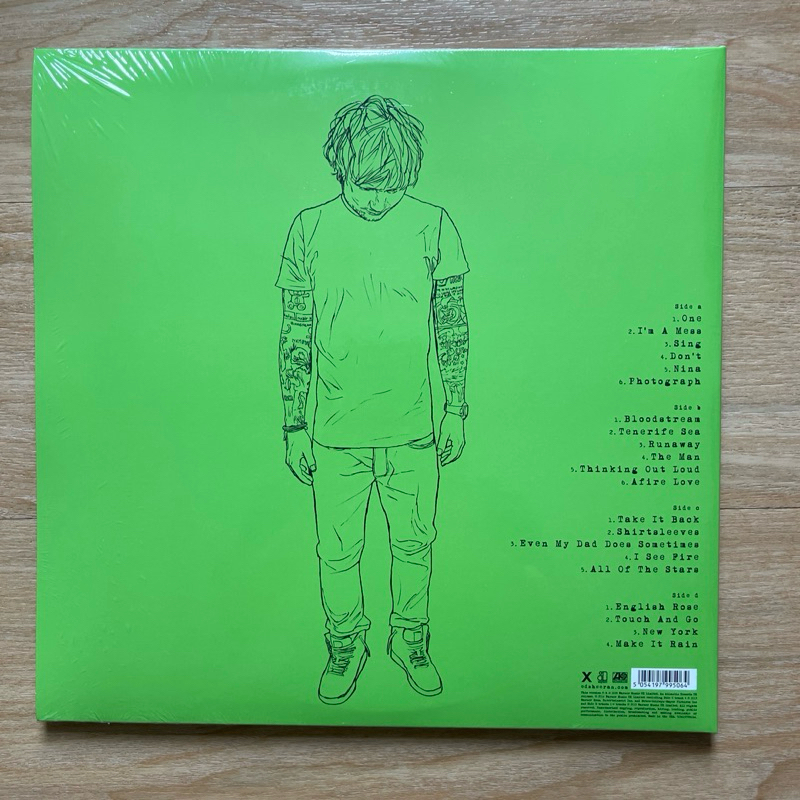 Side a
1.One
2.I'm A Mess
3.Sing
4.Don't
5.Nina
6.Photograph
Side b
1.Bloodstream
2.Tenerife Sea
3.Runaway
4.The Man
5.Thinking Out Loud
6.Afire Love
Side c
1.Take It Back
2.Shirtsleeves
3.Even My Dad Does Sometimes
4.I See Fire
5.All Of The Stars
Side d
1.English Rose
2.Touch And Go
3.New York
4.Make It Rain
X
5 054197 995064
edsheeran.com